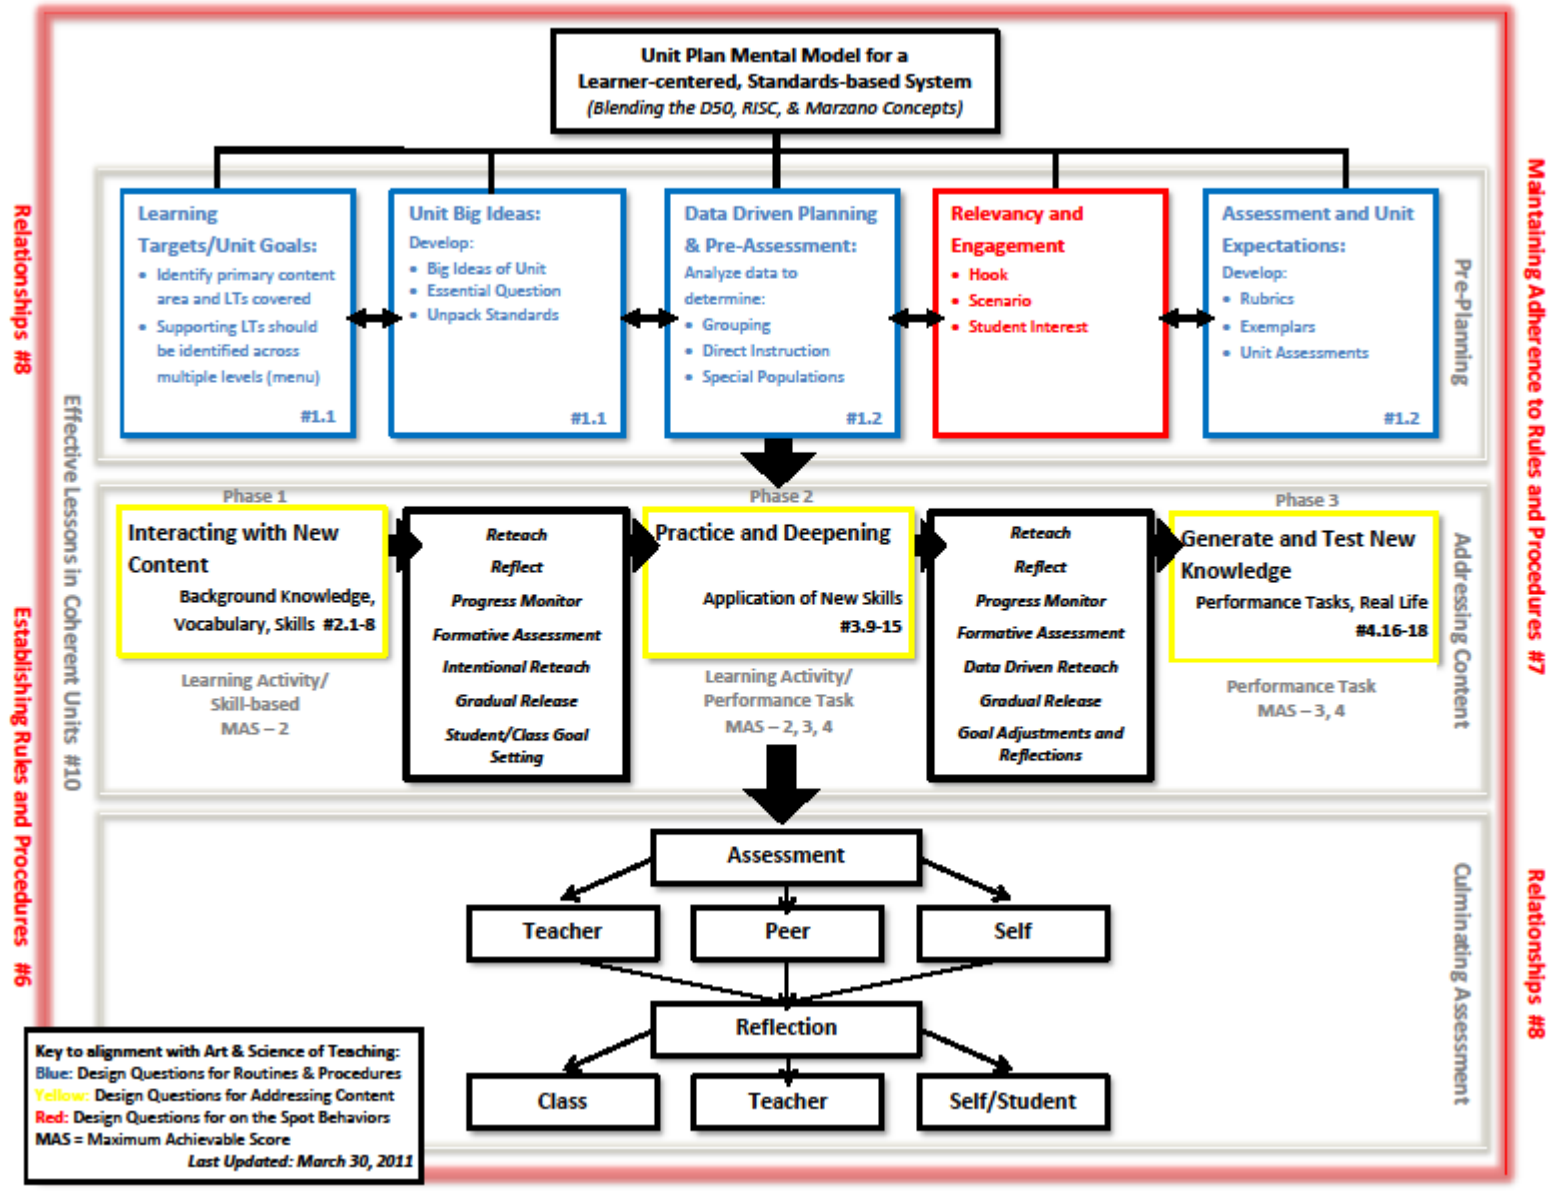 Unit Plan Mental Model for a
Learner-centered, Standards-based System
(Blending the D50, RISC, & Marzano Concepts)
Learning
Targets/Unit Goals:
• Identify primary content
area and LTs covered
• Supporting LTs should
be identified across
multiple levels (menu)
#1.1
Unit Big Ideas:
Develop:
• Big Ideas of Unit
• Essential Question
• Unpack Standards
#1.1
Data Driven Planning
& Pre-Assessment:
Analyze data to
determine:
• Grouping
• Direct Instruction
• Special Populations
#1.2
Relevancy and
Engagement
• Hook
• Scenario
• Student Interest
Assessment and Unit
Expectations:
Develop:
• Rubrics
• Exemplars
• Unit Assessments
#1.2
Pre-Planning
Phase 1
Interacting with New
Content
Background Knowledge,
Vocabulary, Skills #2.1-8
Learning Activity/
Skill-based
MAS – 2
Reteach
Reflect
Progress Monitor
Formative Assessment
Intentional Reteach
Gradual Release
Student/Class Goal
Setting
Phase 2
Practice and Deepening
Application of New Skills
#3.9-15
Learning Activity/
Performance Task
MAS – 2, 3, 4
Reteach
Reflect
Progress Monitor
Formative Assessment
Data Driven Reteach
Gradual Release
Goal Adjustments and
Reflections
Phase 3
Generate and Test New
Knowledge
Performance Tasks, Real Life
#4.16-18
Performance Task
MAS – 3, 4
Addressing Content
Assessment
Teacher
Peer
Self
Reflection
Class
Teacher
Self/Student
Culminating Assessment
Relationships #8
Establishing Rules and Procedures #6
Effective Lessons in Coherent Units #10
Maintaining Adherence to Rules and Procedures #7
Relationships #8
Key to alignment with Art & Science of Teaching:
Blue: Design Questions for Routines & Procedures
Yellow: Design Questions for Addressing Content
Red: Design Questions for on the Spot Behaviors
MAS = Maximum Achievable Score
Last Updated: March 30, 2011